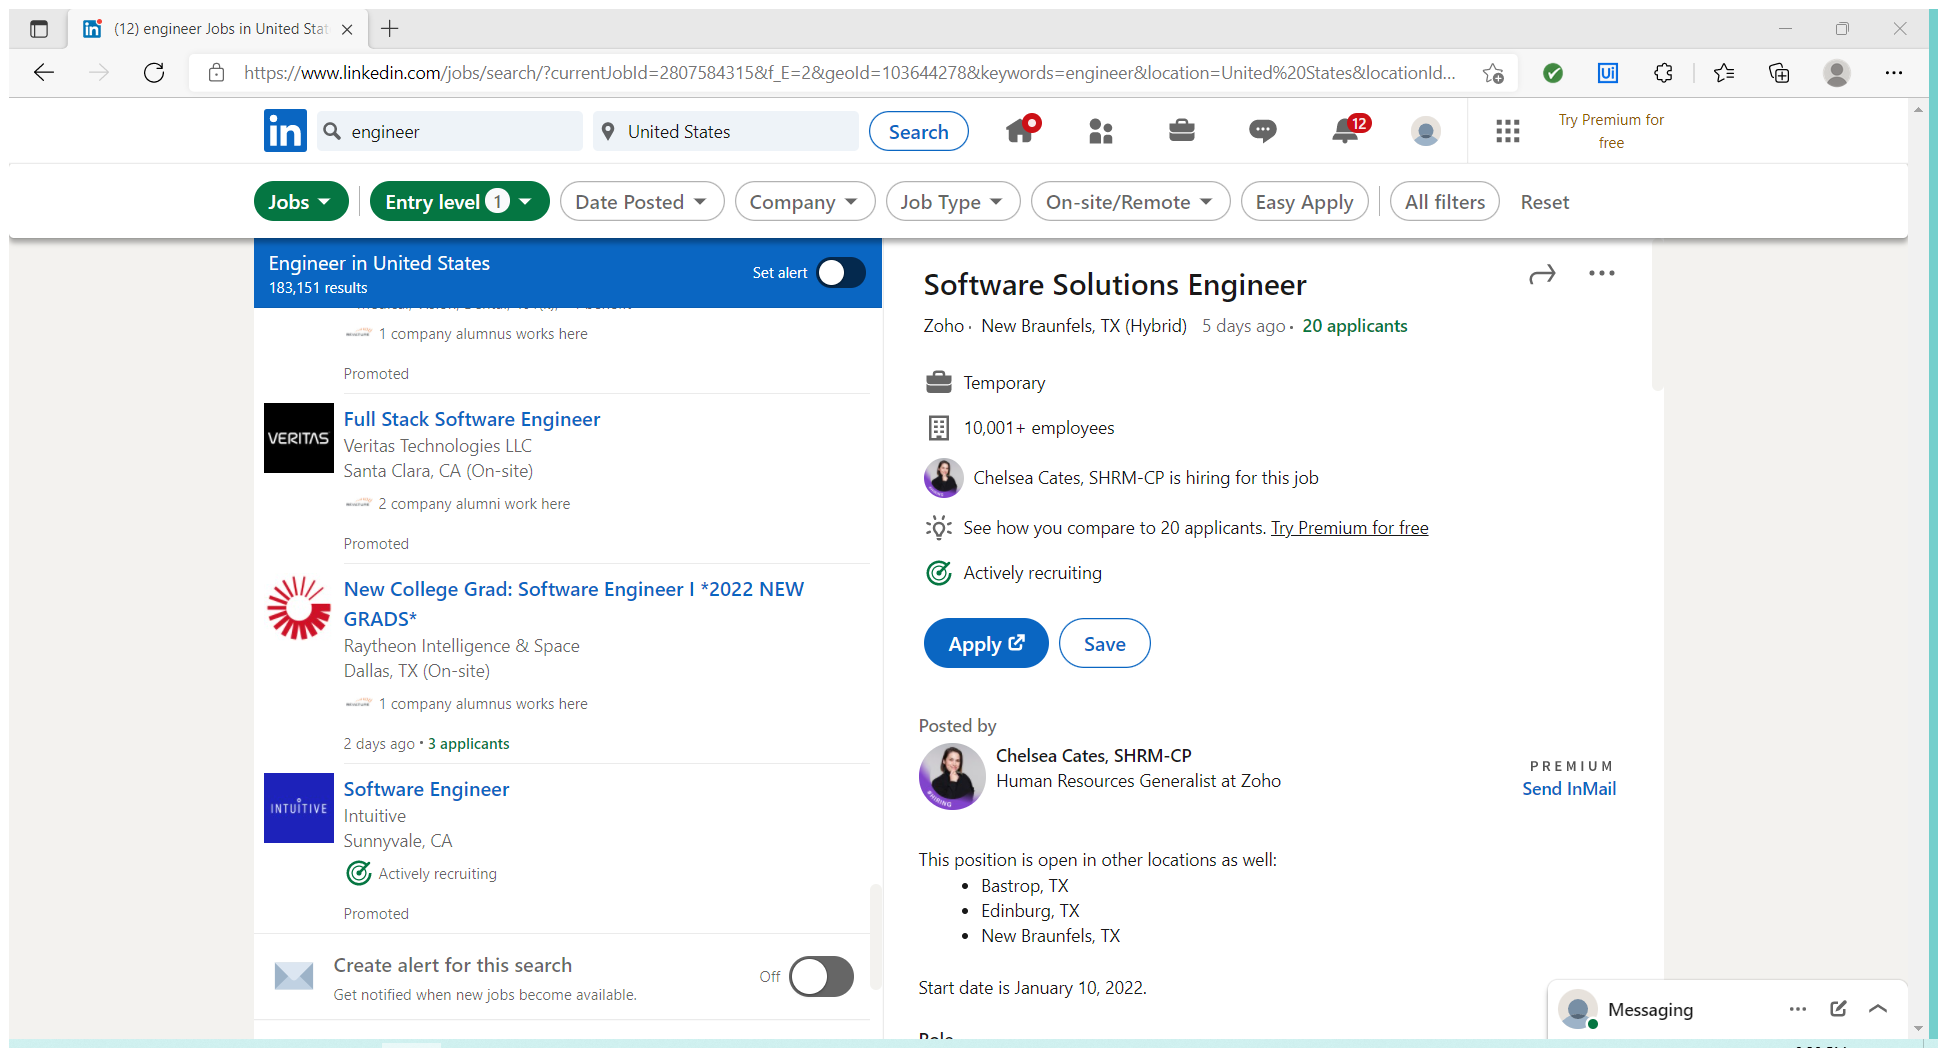 (12) engineer Jobs in United Stat
https://www.linkedin.com/jobs/search/?currentJobId=2807584315&f_E=2&geoId=103644278&keywords=engineer&location=United%20States&locationId...
Ui
in
engineer
United States
Search
12
Try Premium for
free
Jobs
Entry level 1
Date Posted
Company
Job Type
On-site/Remote
Easy Apply
All filters
Reset
Engineer in United States
183,151 results
Set alert
1 company alumnus works here
Promoted
VERITAS
Full Stack Software Engineer
Veritas Technologies LLC
Santa Clara, CA (On-site)
2 company alumni work here
Promoted
New College Grad: Software Engineer I *2022 NEW
GRADS*
Raytheon Intelligence & Space
Dallas, TX (On-site)
1 company alumnus works here
2 days ago • 3 applicants
INTUITIVE
Software Engineer
Intuitive
Sunnyvale, CA
Actively recruiting
Promoted
Create alert for this search
Get notified when new jobs become available.
Off
Software Solutions Engineer
Zoho · New Braunfels, TX (Hybrid) 5 days ago · 20 applicants
Temporary
10,001+ employees
Chelsea Cates, SHRM-CP is hiring for this job
See how you compare to 20 applicants. Try Premium for free
Actively recruiting
Apply
Save
Posted by
#HIRING
Chelsea Cates, SHRM-CP
Human Resources Generalist at Zoho
PREMIUM
Send InMail
This position is open in other locations as well:
• Bastrop, TX
• Edinburg, TX
• New Braunfels, TX
Start date is January 10, 2022.
Role
Messaging